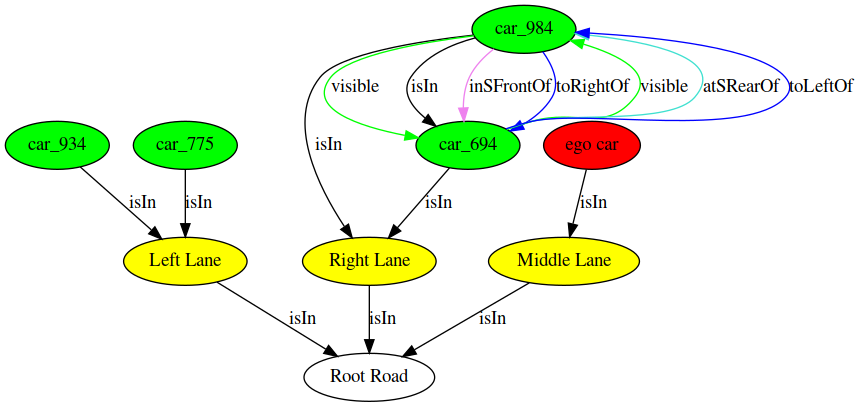 car_984
visible
isIn
inSFrontOf
toRightOf
visible
atSRearOf
toLeftOf
car_934
car_775
isIn
car_694
ego car
isIn
isIn
isIn
isIn
Left Lane
Right Lane
Middle Lane
isIn
isIn
isIn
Root Road